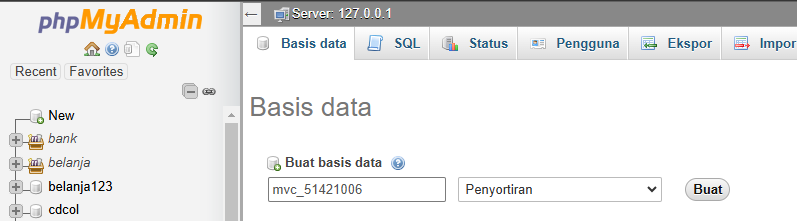 phpMyAdmin
Recent Favorites
New
bank
belanja
belanja123
cdcol
Server: 127.0.0.1
Basis data SQL Status Pengguna Ekspor Impor
Basis data
Buat basis data
mvc_51421006 Penyortiran Buat